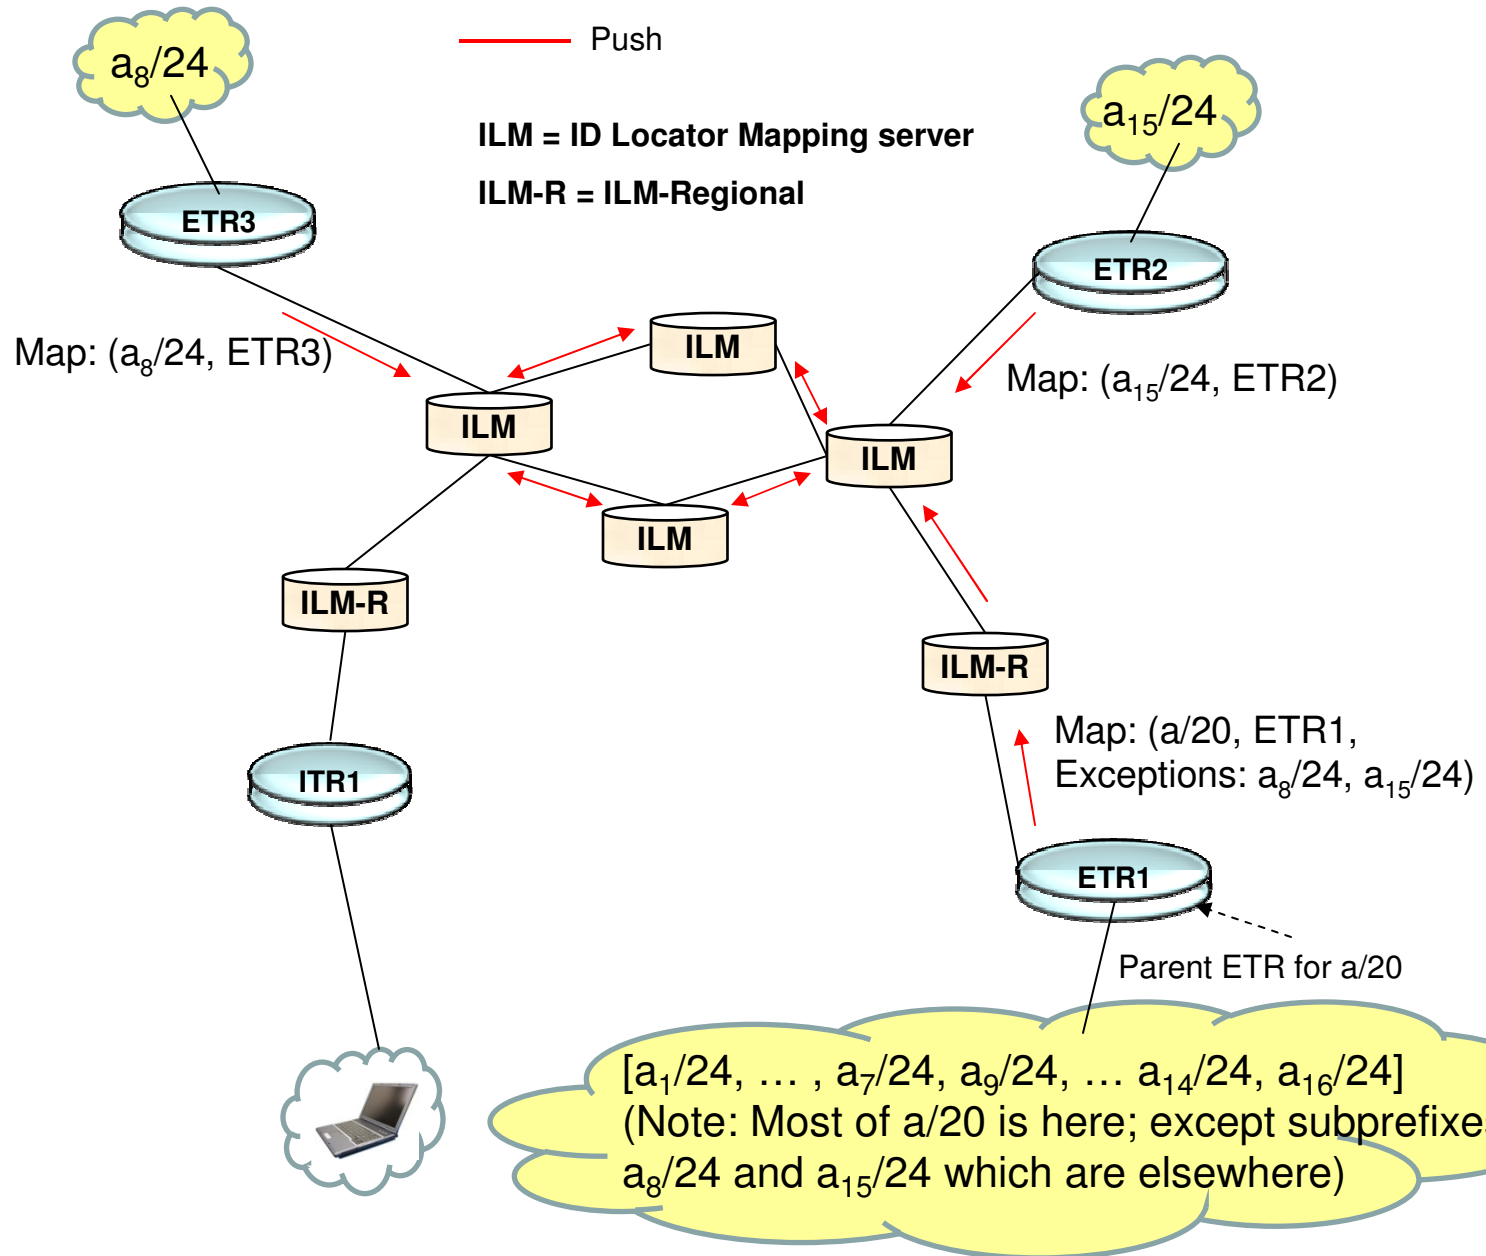 a₈/24
Push
ILM = ID Locator Mapping server
ILM-R = ILM-Regional
a₁₅/24
ETR3
ETR2
Map: (a₈/24, ETR3)
ILM
Map: (a₁₅/24, ETR2)
ILM
ILM
ILM
ILM-R
ILM-R
Map: (a/20, ETR1,
Exceptions: a₈/24, a₁₅/24)
ITR1
ETR1
Parent ETR for a/20
[a₁/24, … , a₇/24, a₉/24, … a₁₄/24, a₁₆/24]
(Note: Most of a/20 is here; except subprefixes
a₈/24 and a₁₅/24 which are elsewhere)